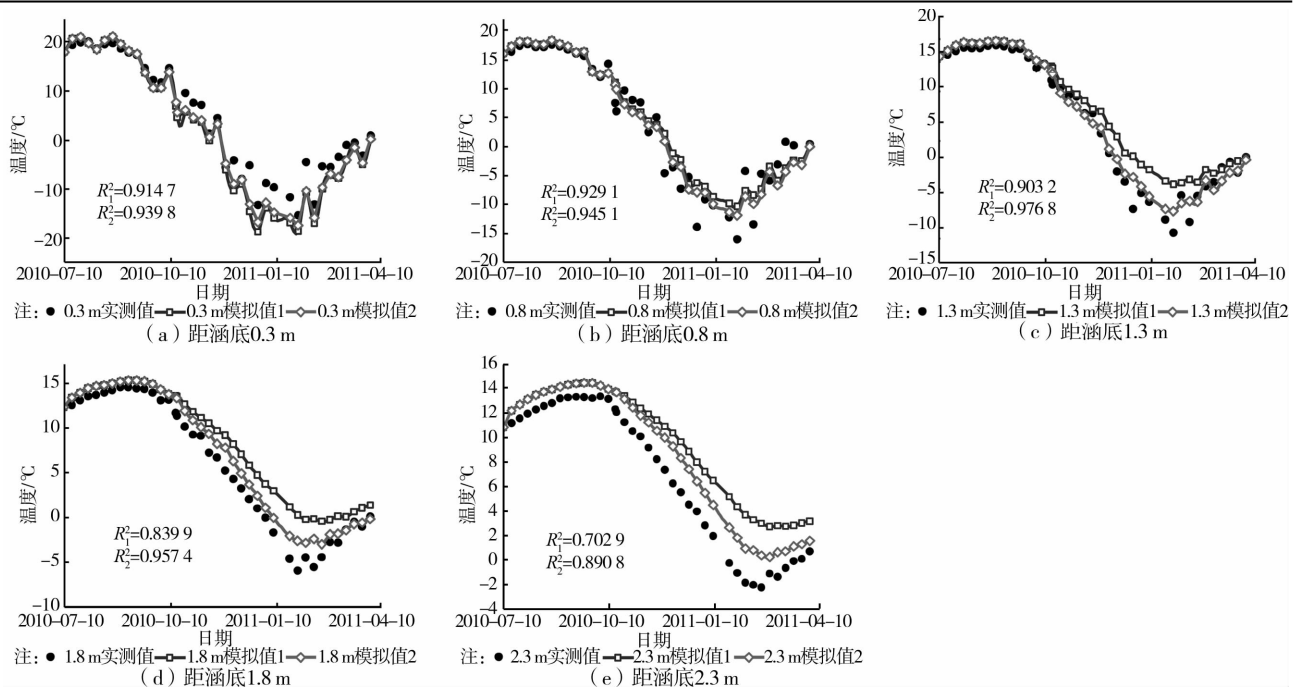 温度/℃
20
10
0
-10
-20
R₁²=0.914 7
R₂²=0.939 8
2010-07-10 2010-10-10 2011-01-10 2011-04-10
日期
注：● 0.3 m实测值 0.3 m模拟值1 0.3 m模拟值2
（a）距涵底0.3 m
温度/℃
20
15
10
5
0
-5
-10
-15
-20
R₁²=0.929 1
R₂²=0.945 1
2010-07-10 2010-10-10 2011-01-10 2011-04-10
日期
注：● 0.8 m实测值 0.8 m模拟值1 0.8 m模拟值2
（b）距涵底0.8 m
温度/℃
20
15
10
5
0
-5
-10
-15
R₁²=0.903 2
R₂²=0.976 8
2010-07-10 2010-10-10 2011-01-10 2011-04-10
日期
注：● 1.3 m实测值 1.3 m模拟值1 1.3 m模拟值2
（c）距涵底1.3 m
温度/℃
15
10
5
0
-5
-10
R₁²=0.839 9
R₂²=0.957 4
2010-07-10 2010-10-10 2011-01-10 2011-04-10
日期
注：● 1.8 m实测值 1.8 m模拟值1 1.8 m模拟值2
（d）距涵底1.8 m
温度/℃
16
14
12
10
8
6
4
2
0
-2
-4
R₁²=0.702 9
R₂²=0.890 8
2010-07-10 2010-10-10 2011-01-10 2011-04-10
日期
注：● 2.3 m实测值 2.3 m模拟值1 2.3 m模拟值2
（e）距涵底2.3 m